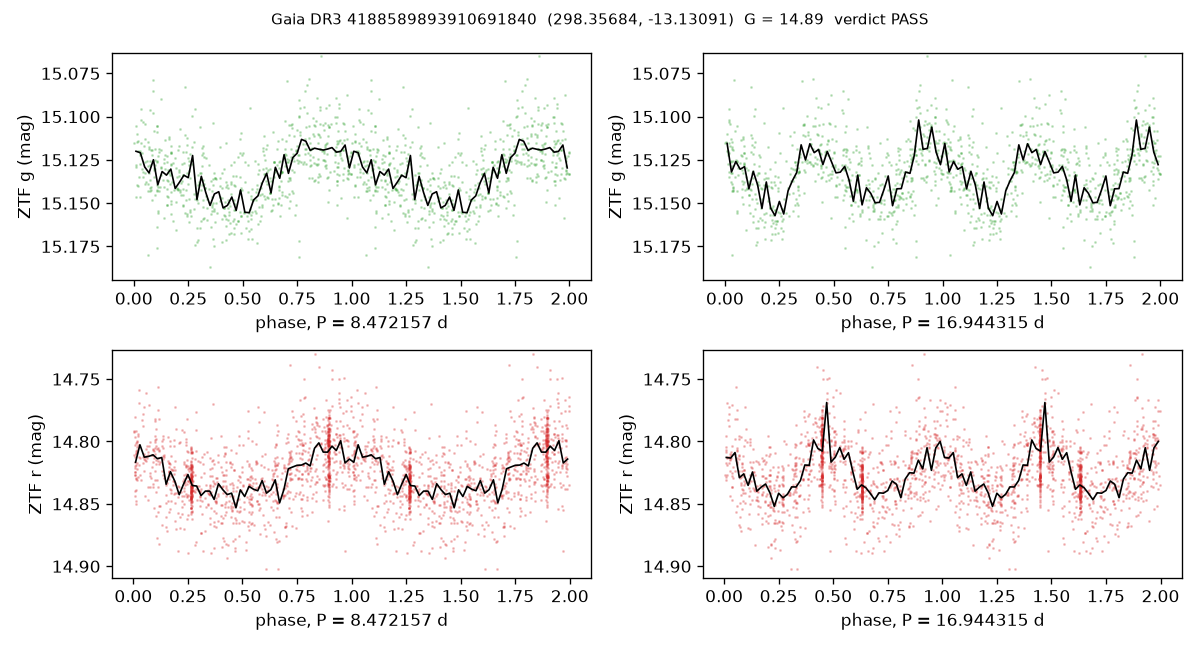 Gaia DR3 4188589893910691840  (298.35684, -13.13091)  G = 14.89  verdict PASS
ZTF g (mag)
15.075
15.100
15.125
15.150
15.175
0.00 0.25 0.50 0.75 1.00 1.25 1.50 1.75 2.00
phase, P = 8.472157 d
ZTF g (mag)
15.075
15.100
15.125
15.150
15.175
0.00 0.25 0.50 0.75 1.00 1.25 1.50 1.75 2.00
phase, P = 16.944315 d
ZTF r (mag)
14.75
14.80
14.85
14.90
0.00 0.25 0.50 0.75 1.00 1.25 1.50 1.75 2.00
phase, P = 8.472157 d
ZTF r (mag)
14.75
14.80
14.85
14.90
0.00 0.25 0.50 0.75 1.00 1.25 1.50 1.75 2.00
phase, P = 16.944315 d